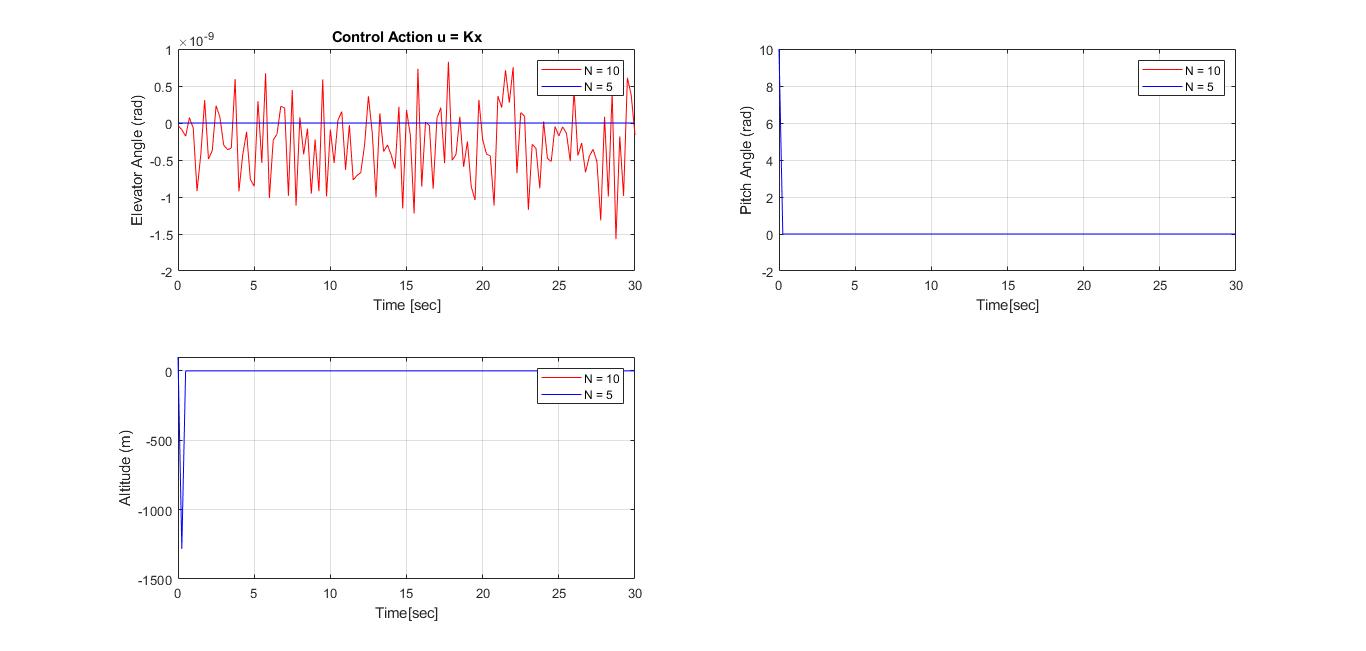 Control Action u = Kx
×10-9
Elevator Angle (rad)
1
0.5
0
-0.5
-1
-1.5
-2
0 5 10 15 20 25 30
Time [sec]
N = 10
N = 5
Pitch Angle (rad)
10
8
6
4
2
0
-2
0 5 10 15 20 25 30
Time[sec]
N = 10
N = 5
Altitude (m)
0
-500
-1000
-1500
0 5 10 15 20 25 30
Time[sec]
N = 10
N = 5